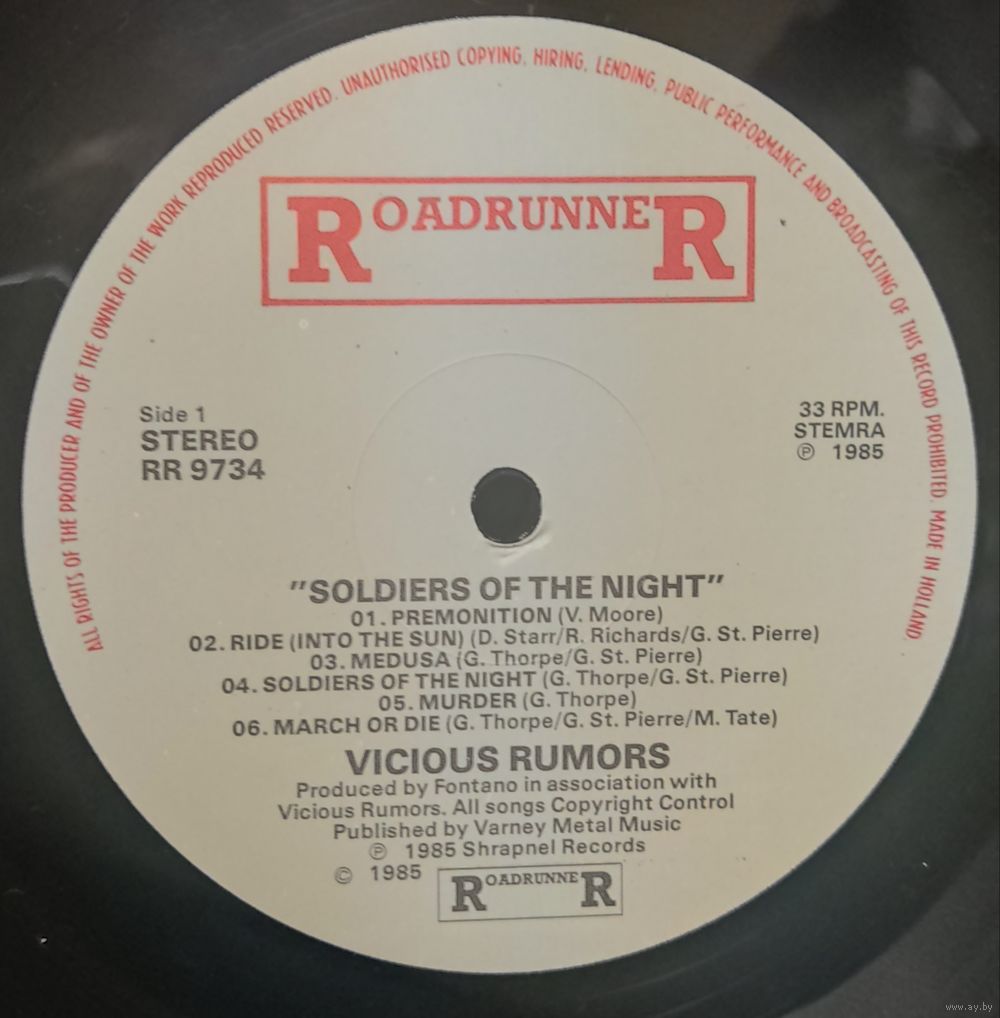 ALL RIGHTS OF THE PRODUCER AND OF THE OWNER OF THE WORK REPRODUCED RESERVED. UNAUTHORISED COPYING, HIRING, LENDING, PUBLIC PERFORMANCE AND BROADCASTING OF THIS RECORD PROHIBITED. MADE IN HOLLAND.
ROADRUNNER
Side 1
STEREO
RR 9734
33 RPM.
STEMRA
℗ 1985
"SOLDIERS OF THE NIGHT"
01. PREMONITION (V. Moore)
02. RIDE (INTO THE SUN) (D. Starr/R. Richards/G. St. Pierre)
03. MEDUSA (G. Thorpe/G. St. Pierre)
04. SOLDIERS OF THE NIGHT (G. Thorpe/G. St. Pierre)
05. MURDER (G. Thorpe)
06. MARCH OR DIE (G. Thorpe/G. St. Pierre/M. Tate)
VICIOUS RUMORS
Produced by Fontano in association with
Vicious Rumors. All songs Copyright Control
Published by Varney Metal Music
℗ 1985 Shrapnel Records
© 1985 ROADRUNNER
www.ay.by